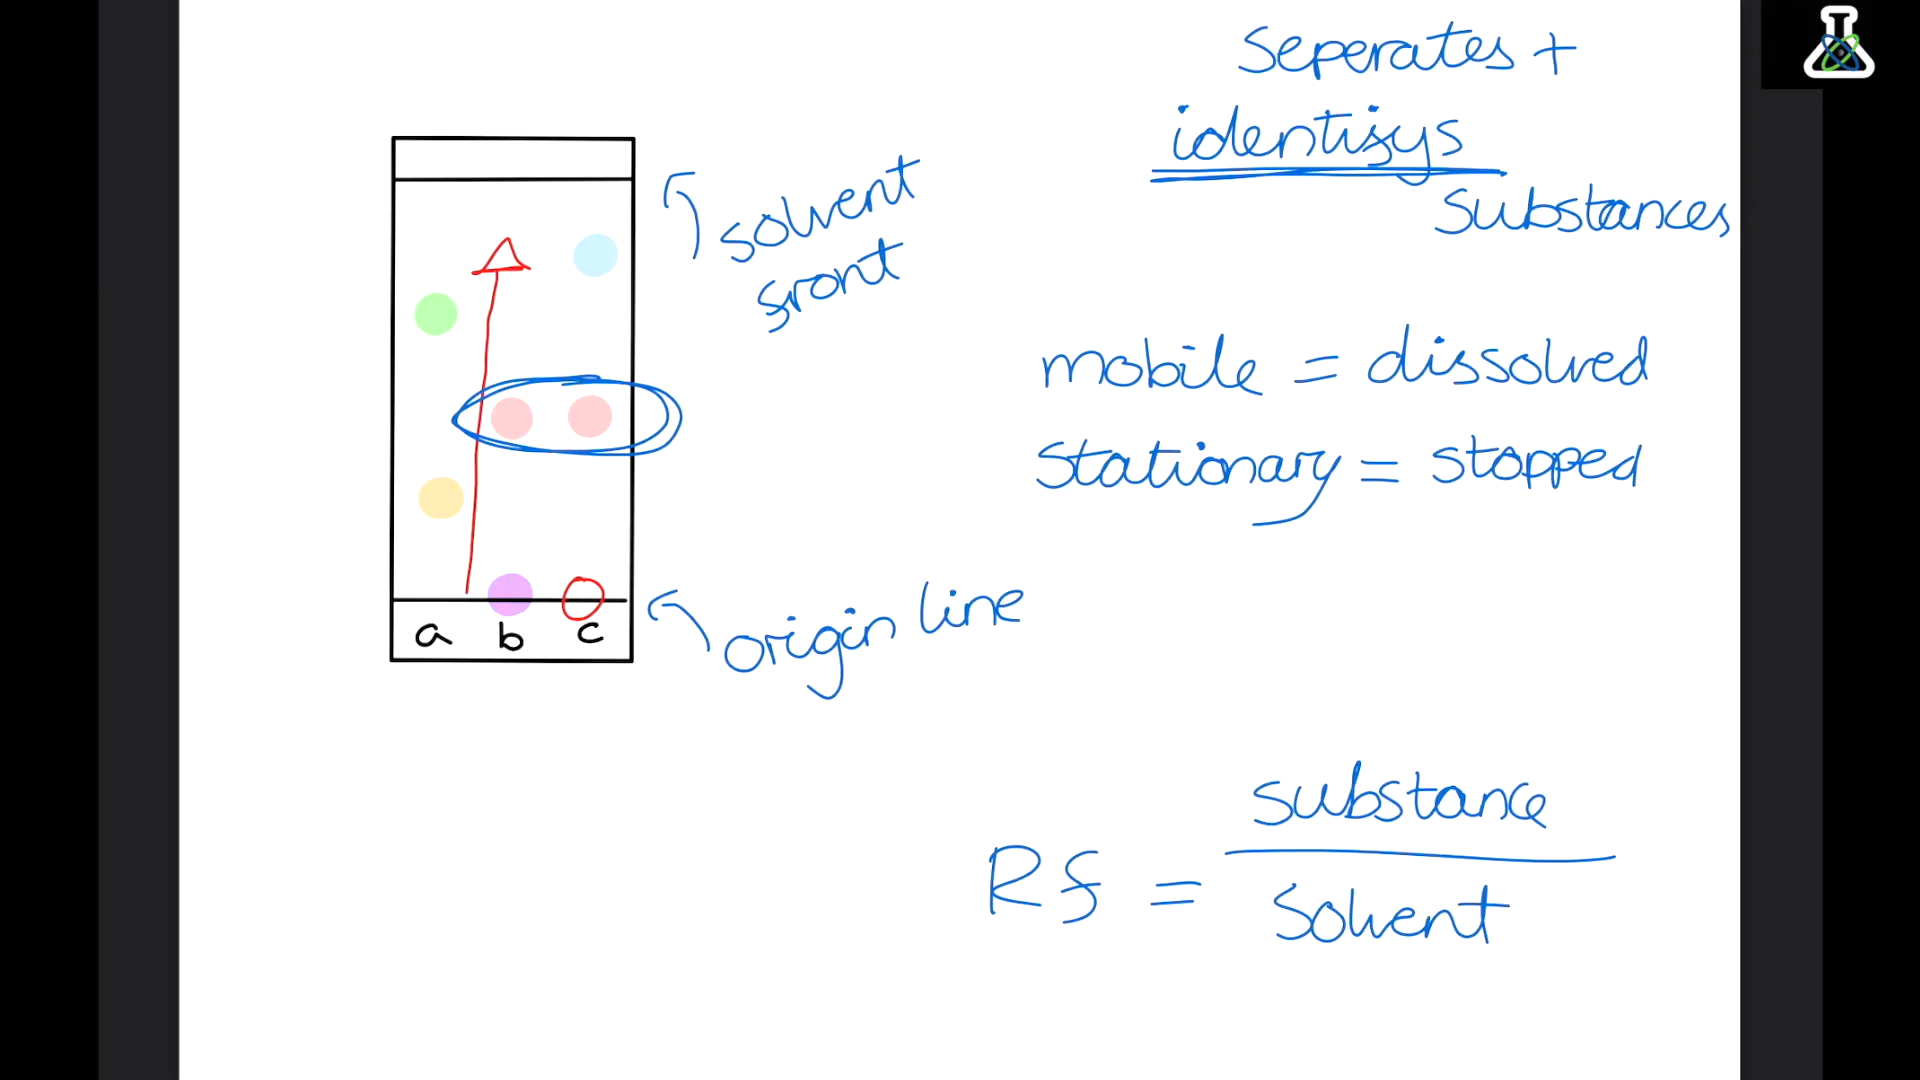 seperates +
identifys
substances
solvent
front
mobile = dissolved
stationary = stopped
origin line
a b c
Rf = substance
solvent